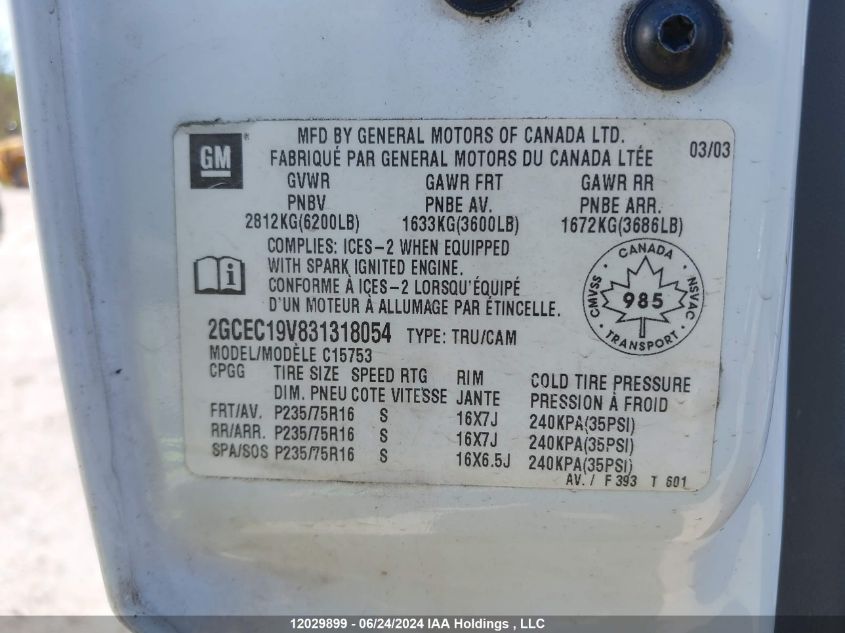 GM
MFD BY GENERAL MOTORS OF CANADA LTD.
FABRIQUÉ PAR GENERAL MOTORS DU CANADA LTÉE
03/03
GVWR GAWR FRT GAWR RR
PNBV PNBE AV. PNBE ARR.
2812KG(6200LB) 1633KG(3600LB) 1672KG(3686LB)
COMPLIES: ICES-2 WHEN EQUIPPED
WITH SPARK IGNITED ENGINE.
CONFORME À ICES-2 LORSQU'ÉQUIPÉ
D'UN MOTEUR À ALLUMAGE PAR ÉTINCELLE.
CANADA
CMVSS 985 NSVAC
TRANSPORT
2GCEC19V831318054 TYPE: TRU/CAM
MODEL/MODÈLE C15753
CPGG TIRE SIZE SPEED RTG RIM COLD TIRE PRESSURE
DIM. PNEU COTE VITESSE JANTE PRESSION À FROID
FRT/AV. P235/75R16 S 16X7J 240KPA(35PSI)
RR/ARR. P235/75R16 S 16X7J 240KPA(35PSI)
SPA/SOS P235/75R16 S 16X6.5J 240KPA(35PSI)
AV. / F 393 T 601
12029899 - 06/24/2024 IAA Holdings , LLC